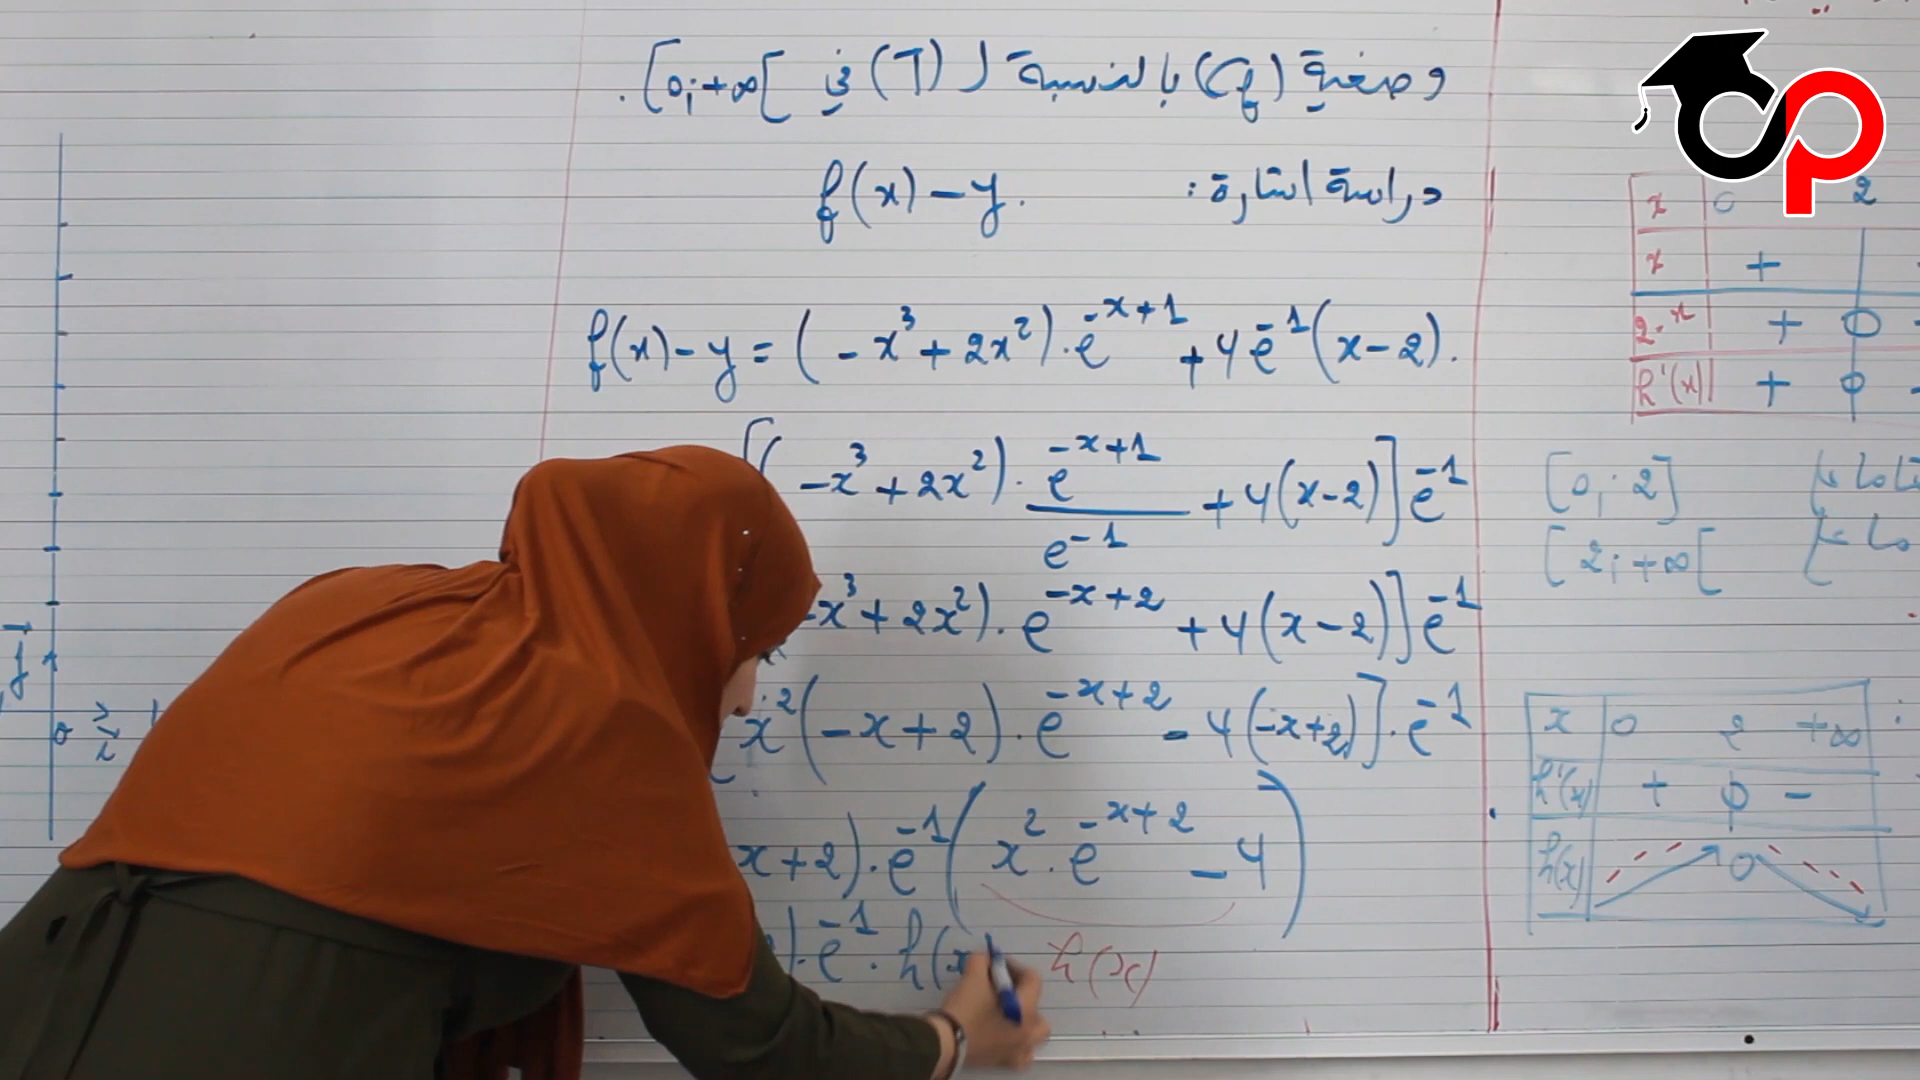 وضعية (Cf) بالنسبة لـ (T) في [0;+∞[.
دراسة اشارة: f(x)-y.
f(x)-y = (-x³+2x²).e^{-x+1}+4e^{-1}(x-2).
[(-x³+2x²).e^{-x+1}/e^{-1}+4(x-2)]e^{-1}
-x³+2x²).e^{-x+2}+4(x-2)]e^{-1}
[x²(-x+2).e^{-x+2}-4(-x+2)].e^{-1}
x+2).e^{-1}(x².e^{-x+2}-4)
).e^{-1}.h(x) h(x)
x 0 2
x +
2-x + 0
h'(x) + 0
[0;2]
[2;+∞[
x 0 2 +∞
h'(x) + 0 -
h(x) 0
j
0
cp